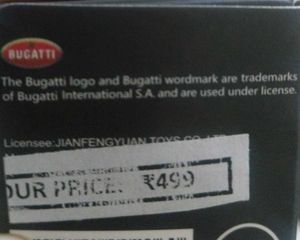 BUGATTI
The Bugatti logo and Bugatti wordmark are trademarks
of Bugatti International S.A. and are used under license.
Licensee: JIANFENGYUAN TOYS CO.,LTD
OUR PRICE: ₹499